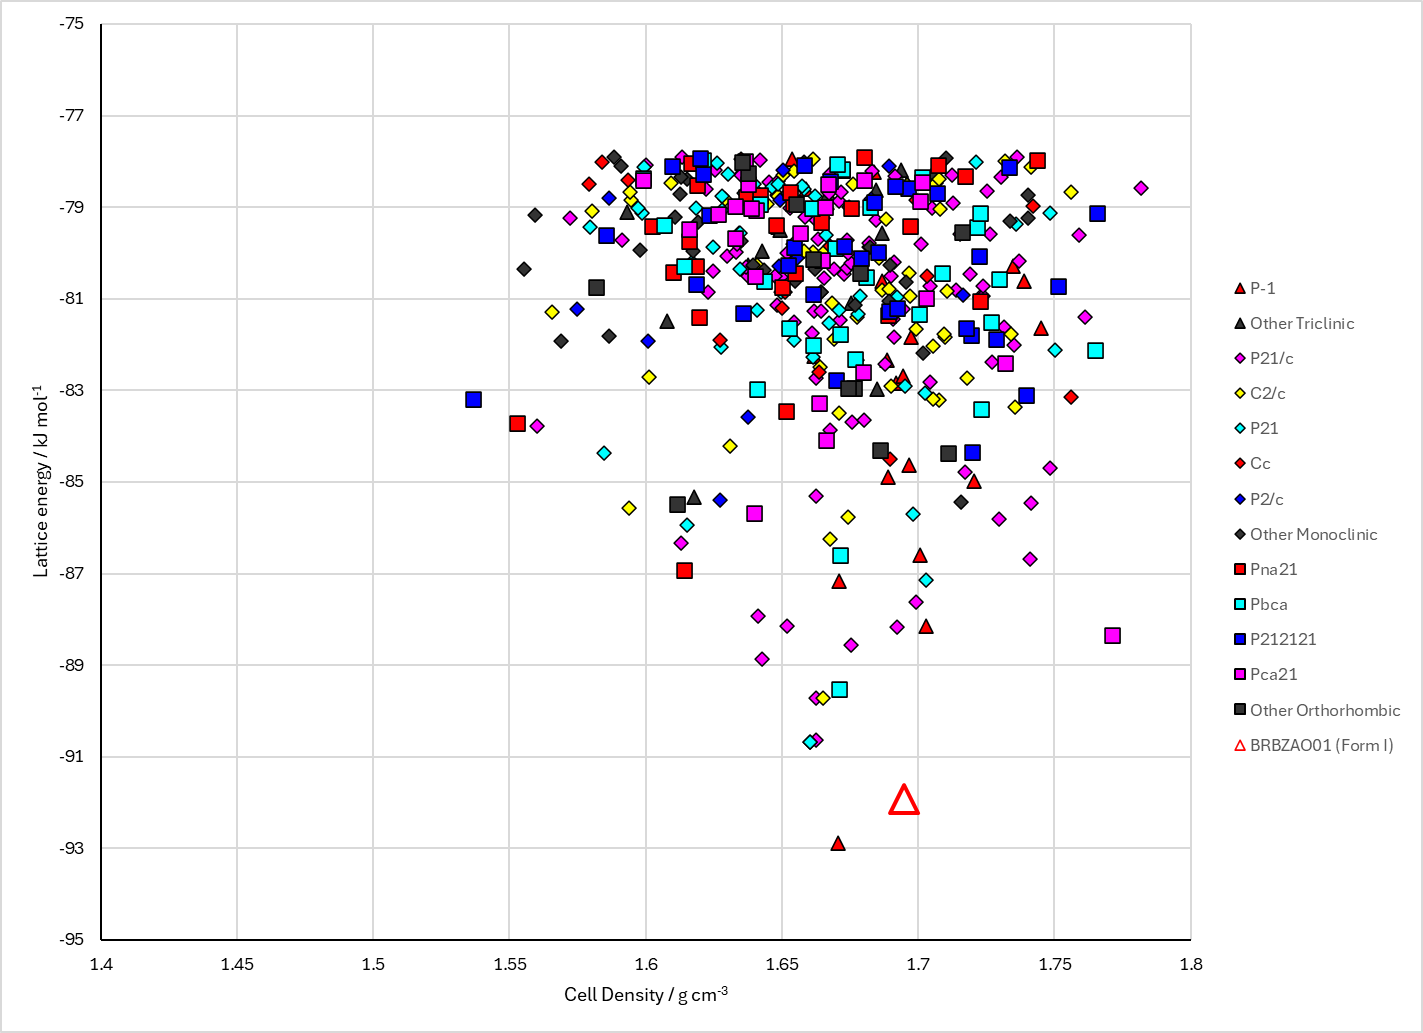 -75
-77
-79
-81
-83
-85
-87
-89
-91
-93
-95
Lattice energy / kJ mol-1
1.4 1.45 1.5 1.55 1.6 1.65 1.7 1.75 1.8
Cell Density / g cm-3
P-1
Other Triclinic
P21/c
C2/c
P21
Cc
P2/c
Other Monoclinic
Pna21
Pbca
P212121
Pca21
Other Orthorhombic
BRBZAO01 (Form I)